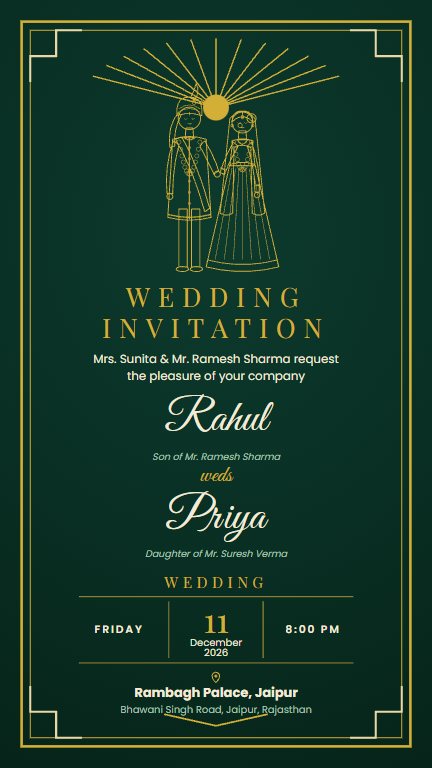 WEDDING
INVITATION
Mrs. Sunita & Mr. Ramesh Sharma request
the pleasure of your company
Rahul
Son of Mr. Ramesh Sharma
weds
Priya
Daughter of Mr. Suresh Verma
WEDDING
FRIDAY
11
December
2026
8:00 PM
Rambagh Palace, Jaipur
Bhawani Singh Road, Jaipur, Rajasthan